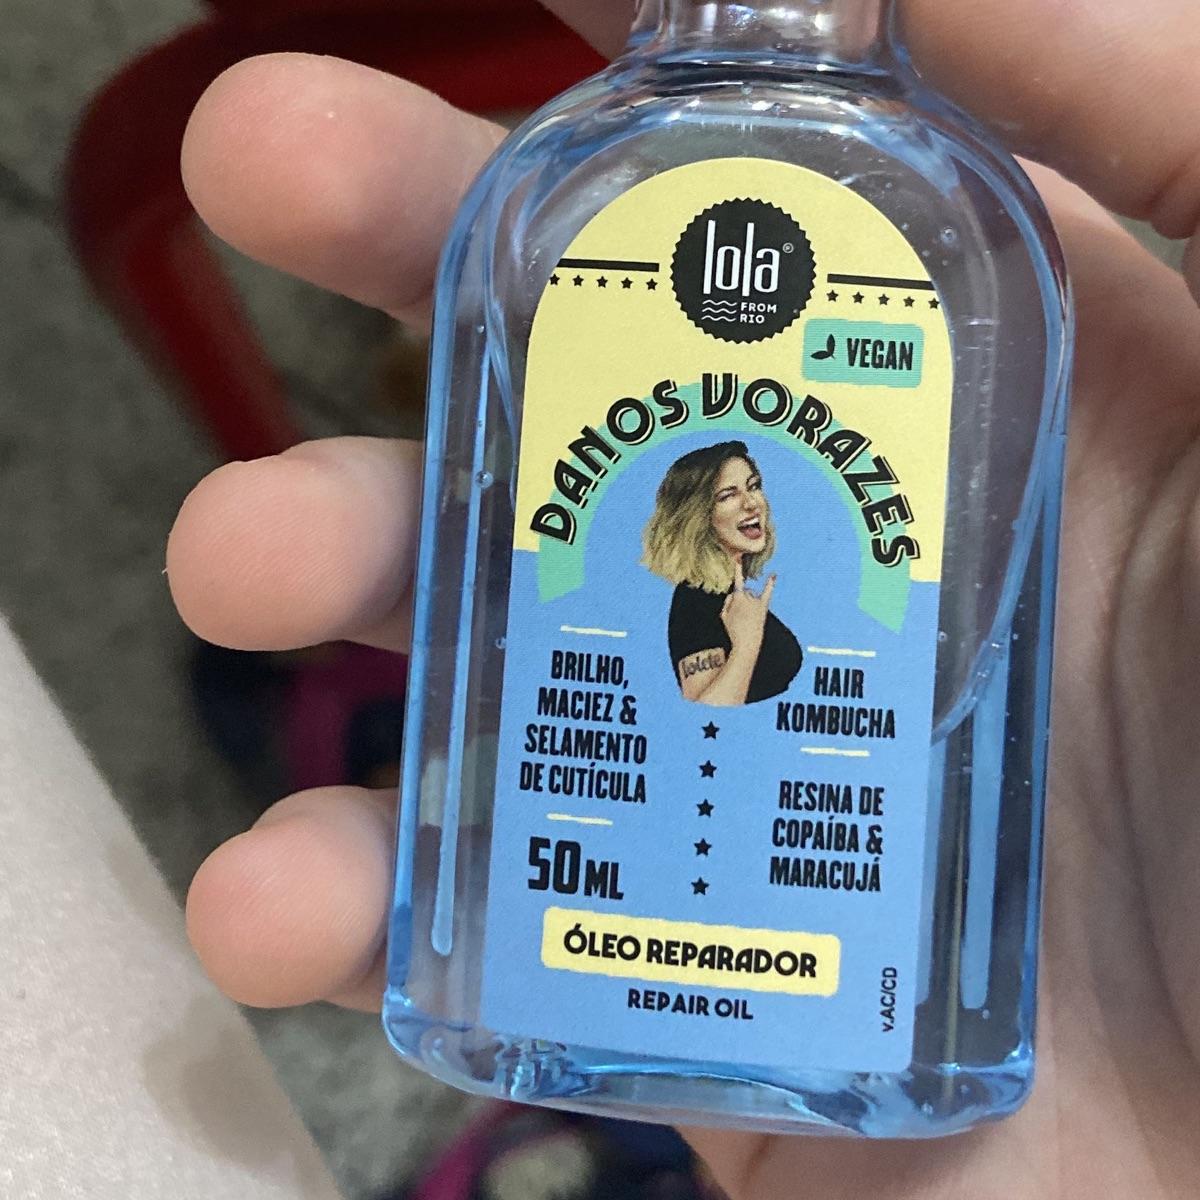 lola®
FROM
RIO
VEGAN
DANOS VORAZES
lolete
BRILHO,
MACIEZ &
SELAMENTO
DE CUTÍCULA
50ML
HAIR
KOMBUCHA
RESINA DE
COPAÍBA &
MARACUJÁ
ÓLEO REPARADOR
REPAIR OIL
v.AC/CD